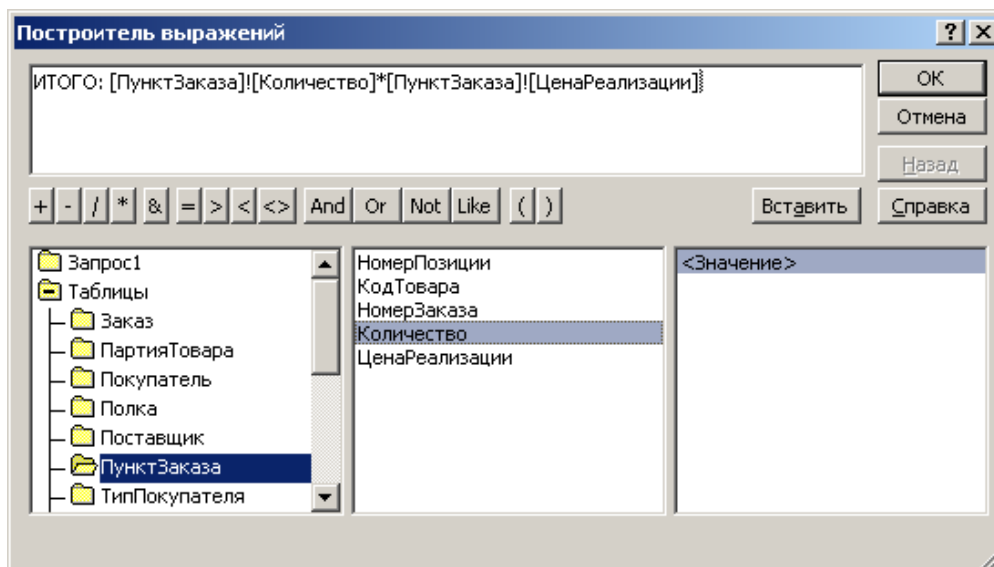 Построитель выражений
ИТОГО: [ПунктЗаказа]![Количество]*[ПунктЗаказа]![ЦенаРеализации]
ОК
Отмена
Назад
+ - / * & = > < <> And Or Not Like ( ) Вставить Справка
Запрос1
Таблицы
Заказ
ПартияТовара
Покупатель
Полка
Поставщик
ПунктЗаказа
ТипПокупателя
НомерПозиции
КодТовара
НомерЗаказа
Количество
ЦенаРеализации
<Значение>